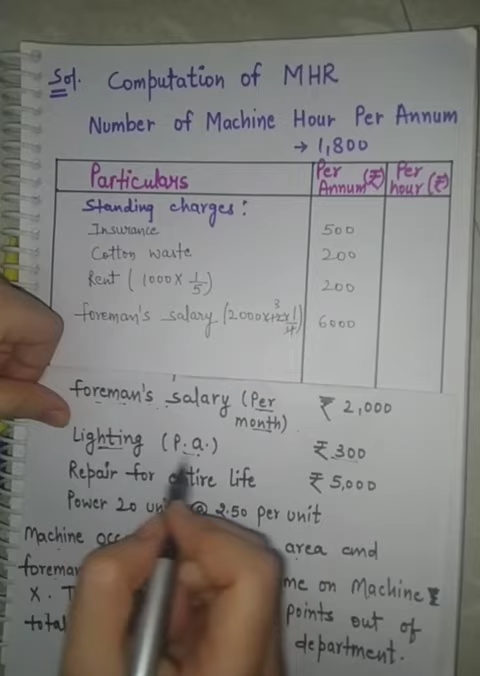 Sol. Computation of MHR
Number of Machine Hour Per Annum
→ 1,800
Particulars Per Annum (₹) Per hour (₹)
Standing charges:
Insurance 500
Cotton waste 200
Rent ( 1000 x 1/5 ) 200
foreman's salary (2000x12x1/4) 6000
foreman's salary (Per month) ₹ 2,000
Lighting (P.a.) ₹ 300
Repair for entire life ₹ 5,000
Power 20 @ 2.50 per unit
Machine area and
on Machine
X. points out of
total department.